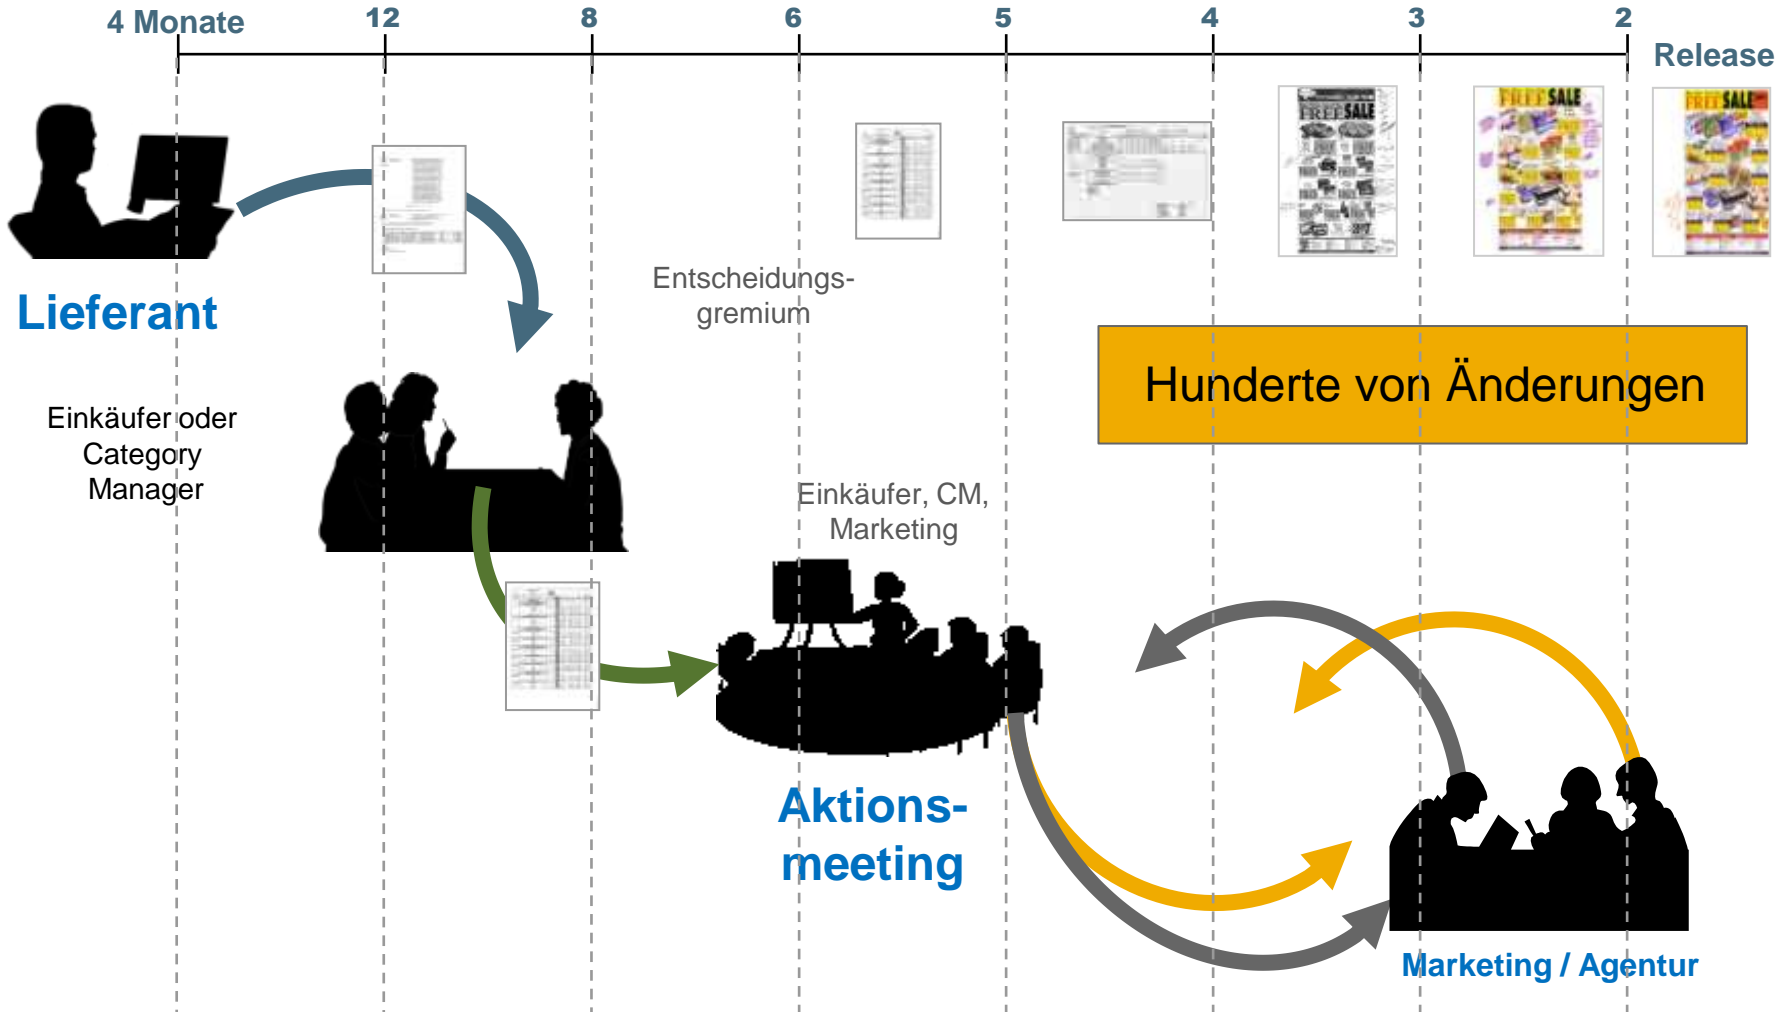 4 Monate
12
8
6
5
4
3
2
Release
FREE SALE
FREE SALE
FREE SALE
Lieferant
Entscheidungs-
gremium
Hunderte von Änderungen
Einkäufer oder
Category
Manager
Einkäufer, CM,
Marketing
Aktions-
meeting
Marketing / Agentur